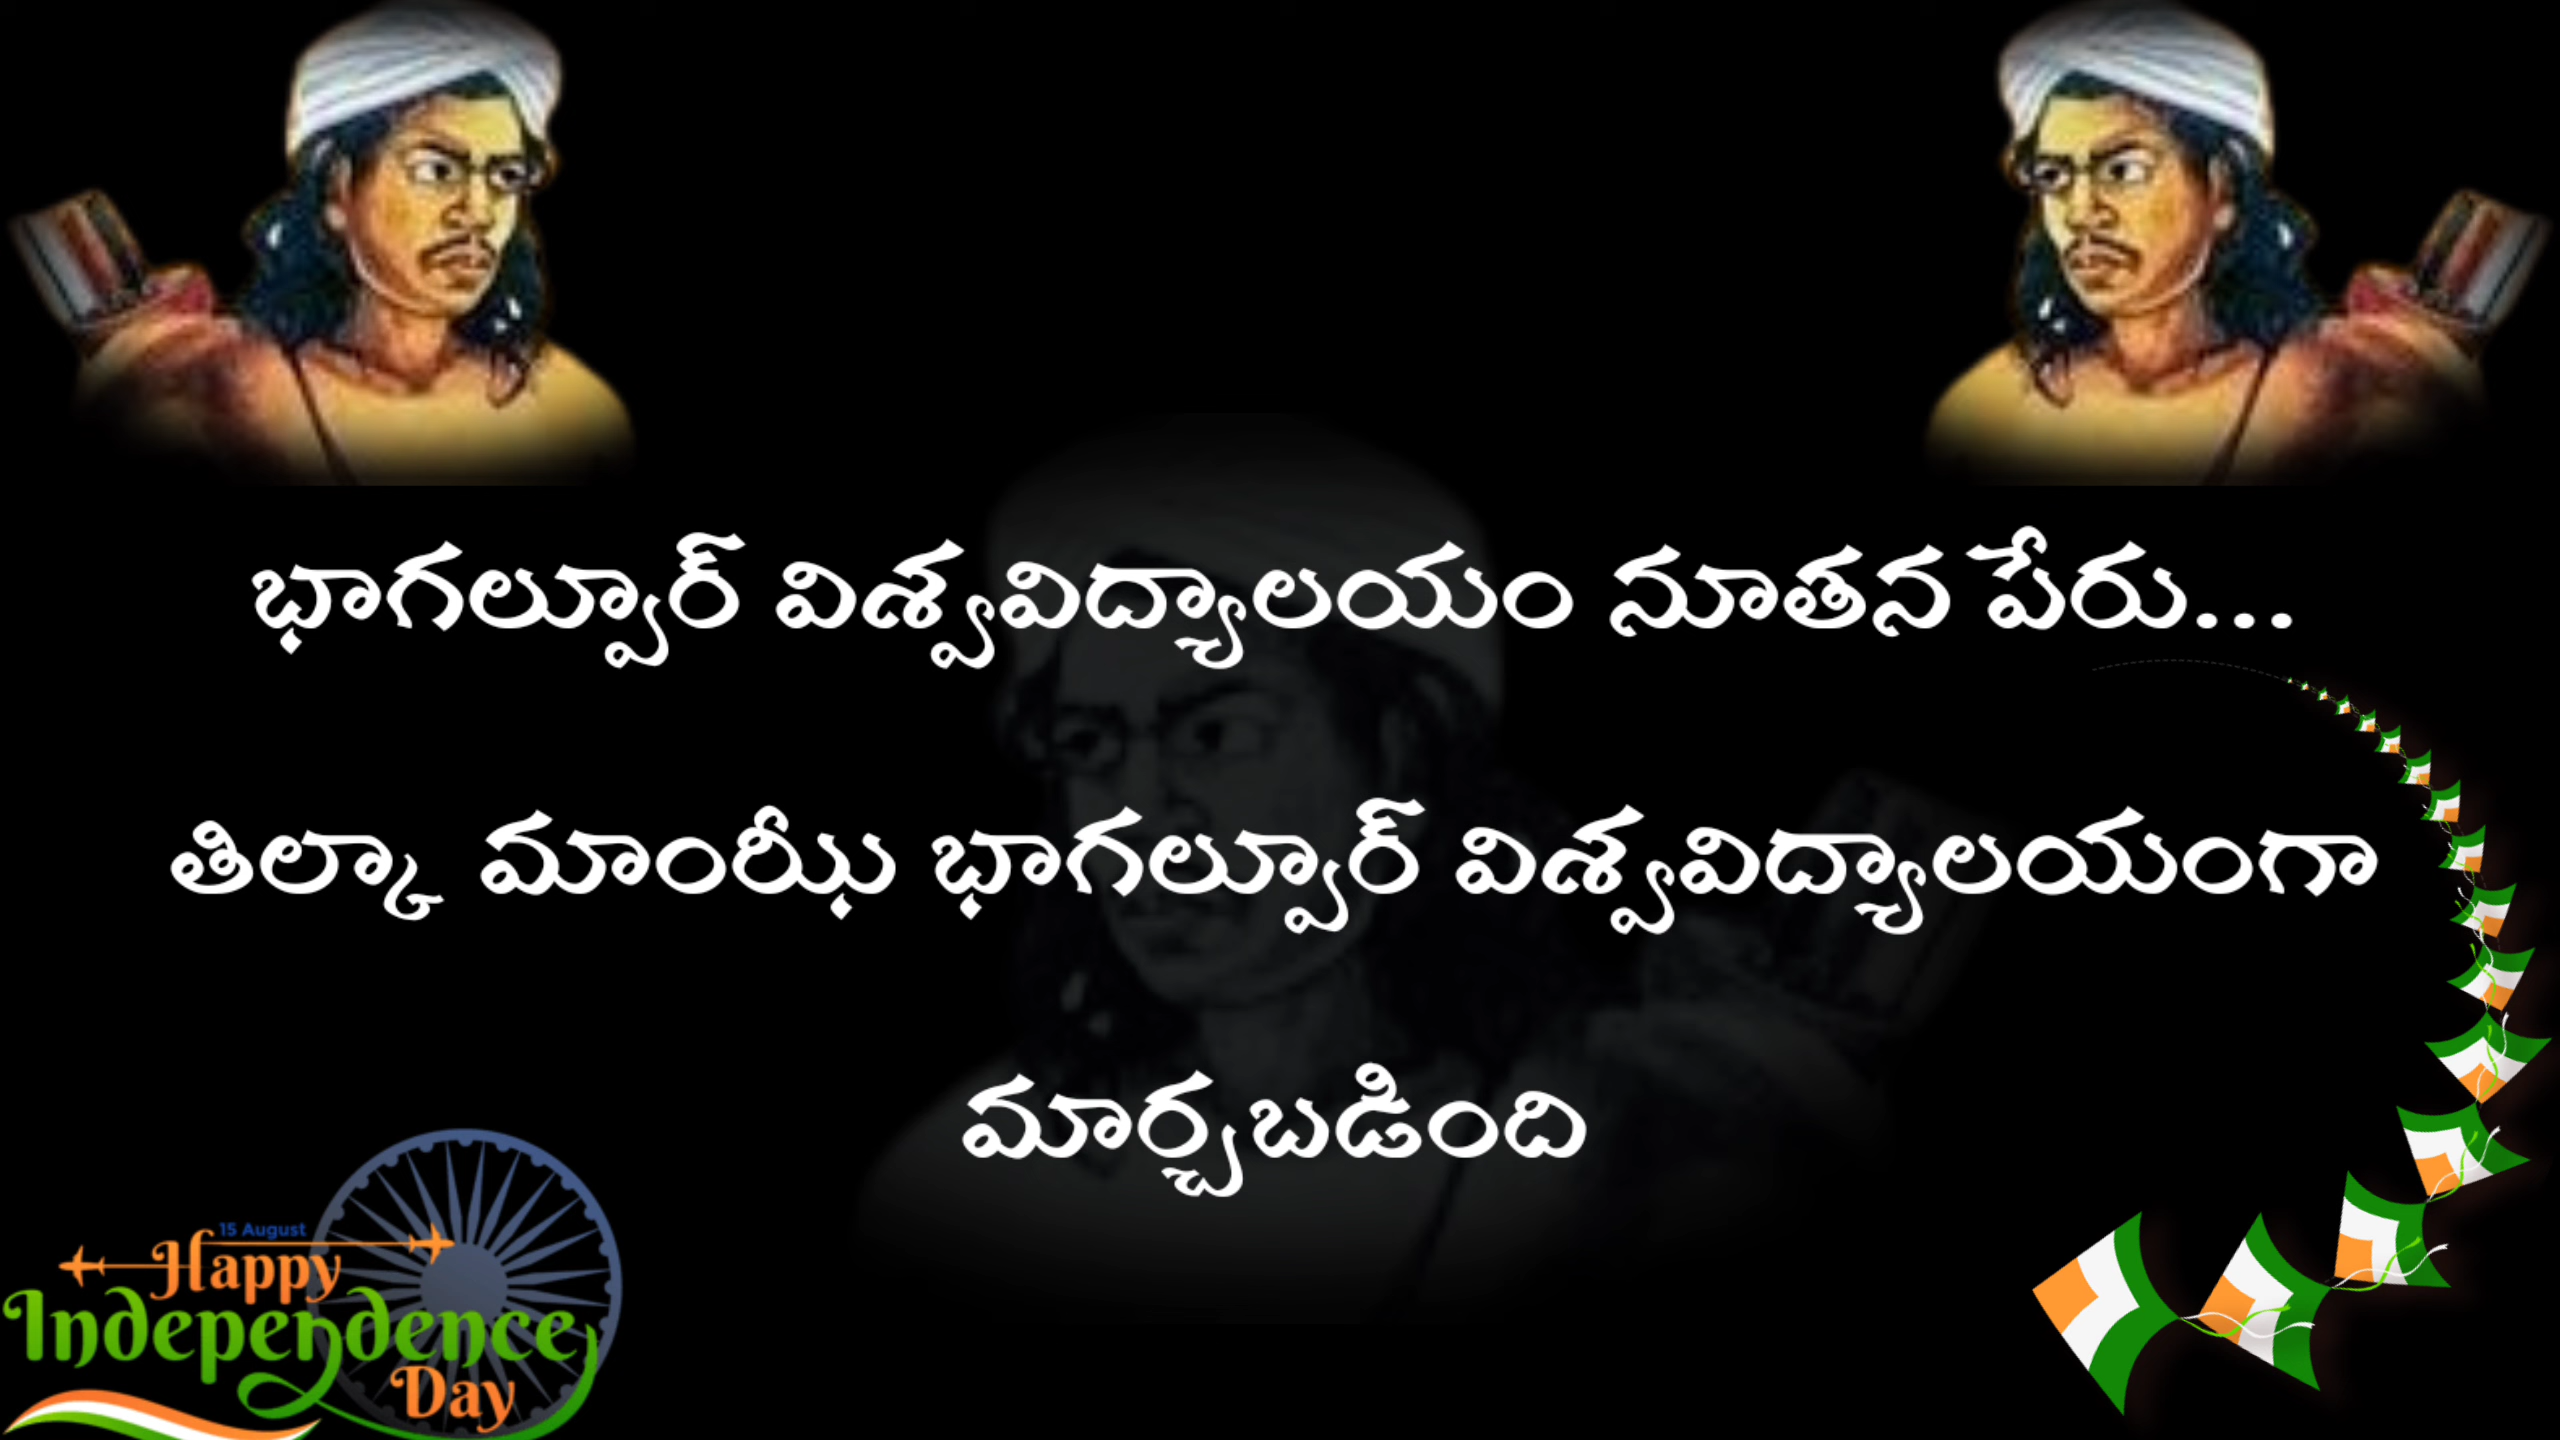 భాగల్పూర్ విశ్వవిద్యాలయం నూతన పేరు...
తిల్కా మాంఝీ భాగల్పూర్ విశ్వవిద్యాలయంగా
మార్చబడింది
15 August
Happy
Independence
Day